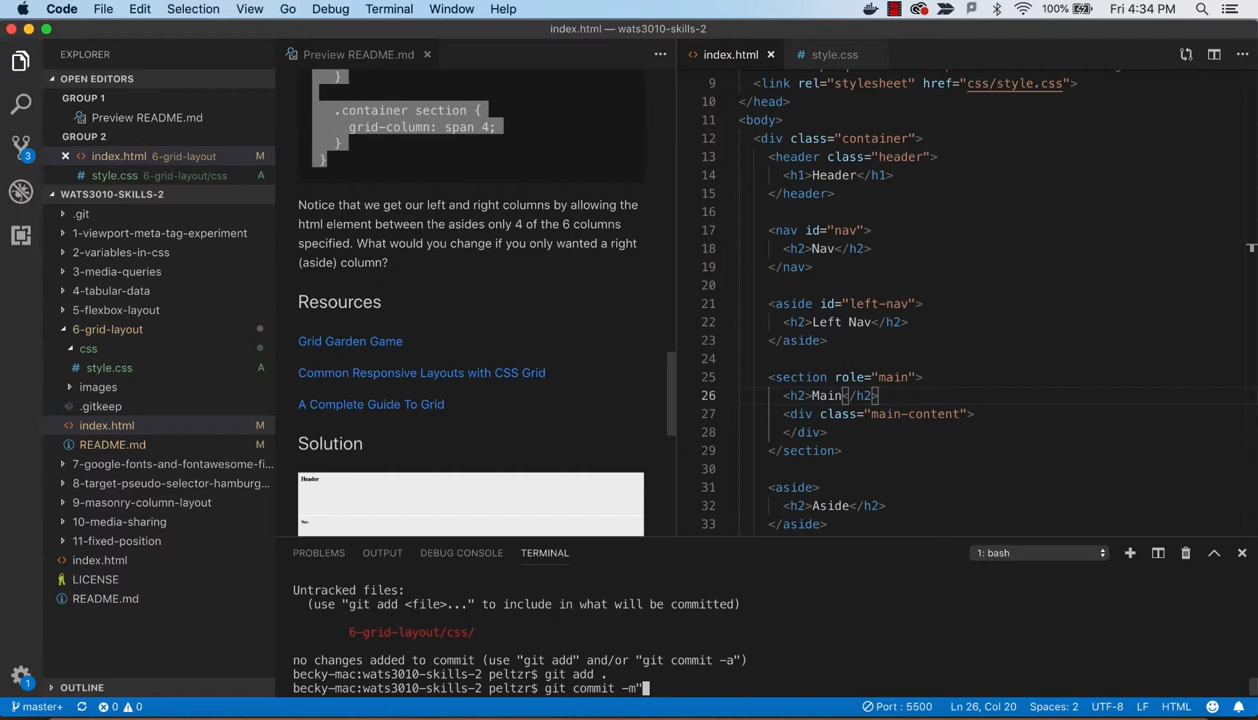 Code File Edit Selection View Go Debug Terminal Window Help 100% Fri 4:34 PM
index.html — wats3010-skills-2
EXPLORER
OPEN EDITORS
GROUP 1
Preview README.md
GROUP 2
index.html 6-grid-layout M
style.css 6-grid-layout/css A
WATS3010-SKILLS-2
.git
1-viewport-meta-tag-experiment
2-variables-in-css
3-media-queries
4-tabular-data
5-flexbox-layout
6-grid-layout
css
style.css A
images
.gitkeep
index.html M
README.md M
7-google-fonts-and-fontawesome-fi...
8-target-pseudo-selector-hamburg...
9-masonry-column-layout
10-media-sharing
11-fixed-position
index.html
LICENSE
README.md
OUTLINE
3
1
Preview README.md
}
.container section {
grid-column: span 4;
}
}
Notice that we get our left and right columns by allowing the
html element between the asides only 4 of the 6 columns
specified. What would you change if you only wanted a right
(aside) column?
Resources
Grid Garden Game
Common Responsive Layouts with CSS Grid
A Complete Guide To Grid
Solution
Header
Nav
index.html style.css
9 <link rel="stylesheet" href="css/style.css">
10 </head>
11 <body>
12 <div class="container">
13 <header class="header">
14 <h1>Header</h1>
15 </header>
16
17 <nav id="nav">
18 <h2>Nav</h2>
19 </nav>
20
21 <aside id="left-nav">
22 <h2>Left Nav</h2>
23 </aside>
24
25 <section role="main">
26 <h2>Main</h2>
27 <div class="main-content">
28 </div>
29 </section>
30
31 <aside>
32 <h2>Aside</h2>
33 </aside>
PROBLEMS OUTPUT DEBUG CONSOLE TERMINAL 1: bash
Untracked files:
(use "git add <file>..." to include in what will be committed)
6-grid-layout/css/
no changes added to commit (use "git add" and/or "git commit -a")
becky-mac:wats3010-skills-2 peltzr$ git add .
becky-mac:wats3010-skills-2 peltzr$ git commit -m"
master+ 0 0 Port : 5500 Ln 26, Col 20 Spaces: 2 UTF-8 LF HTML